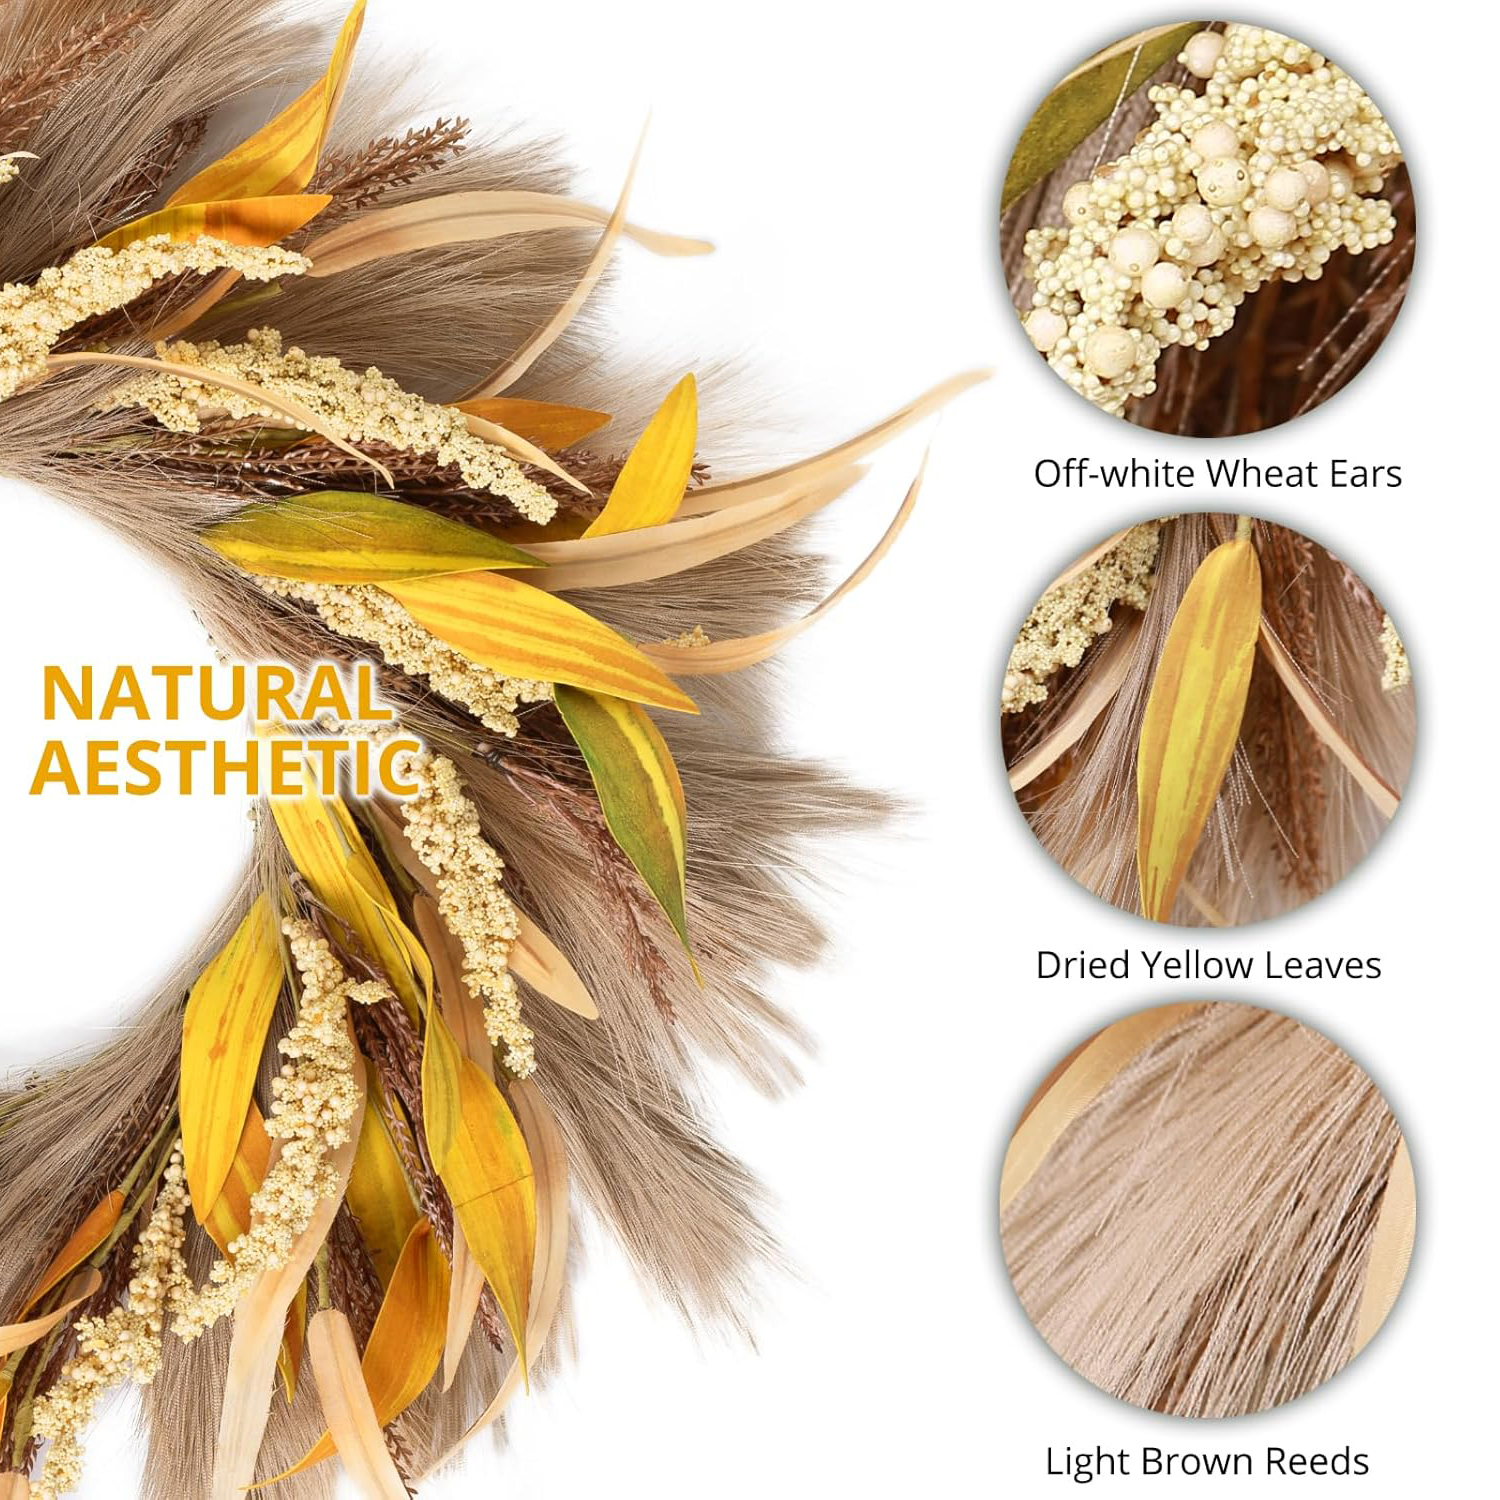 NATURAL
AESTHETIC
Off-white Wheat Ears
Dried Yellow Leaves
Light Brown Reeds